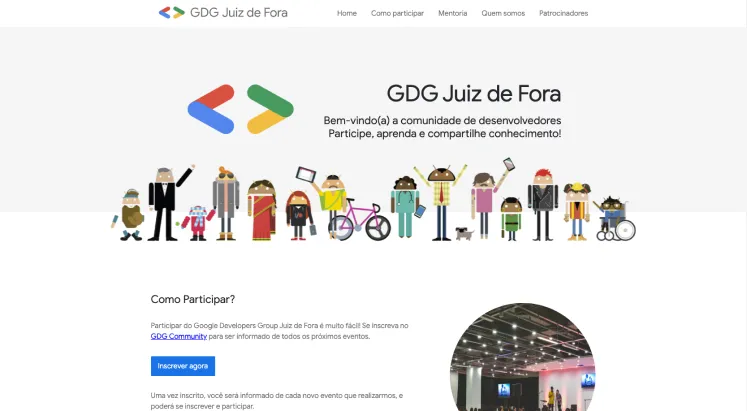 GDG Juiz de Fora
Home
Como participar
Mentoria
Quem somos
Patrocinadores
GDG Juiz de Fora
Bem-vindo(a) a comunidade de desenvolvedores
Participe, aprenda e compartilhe conhecimento!
Como Participar?
Participar do Google Developers Group Juiz de Fora é muito fácil! Se inscreva no
GDG Community para ser informado de todos os próximos eventos.
Inscrever agora
Uma vez inscrito, você será informado de cada novo evento que realizarmos, e
poderá se inscrever e participar.